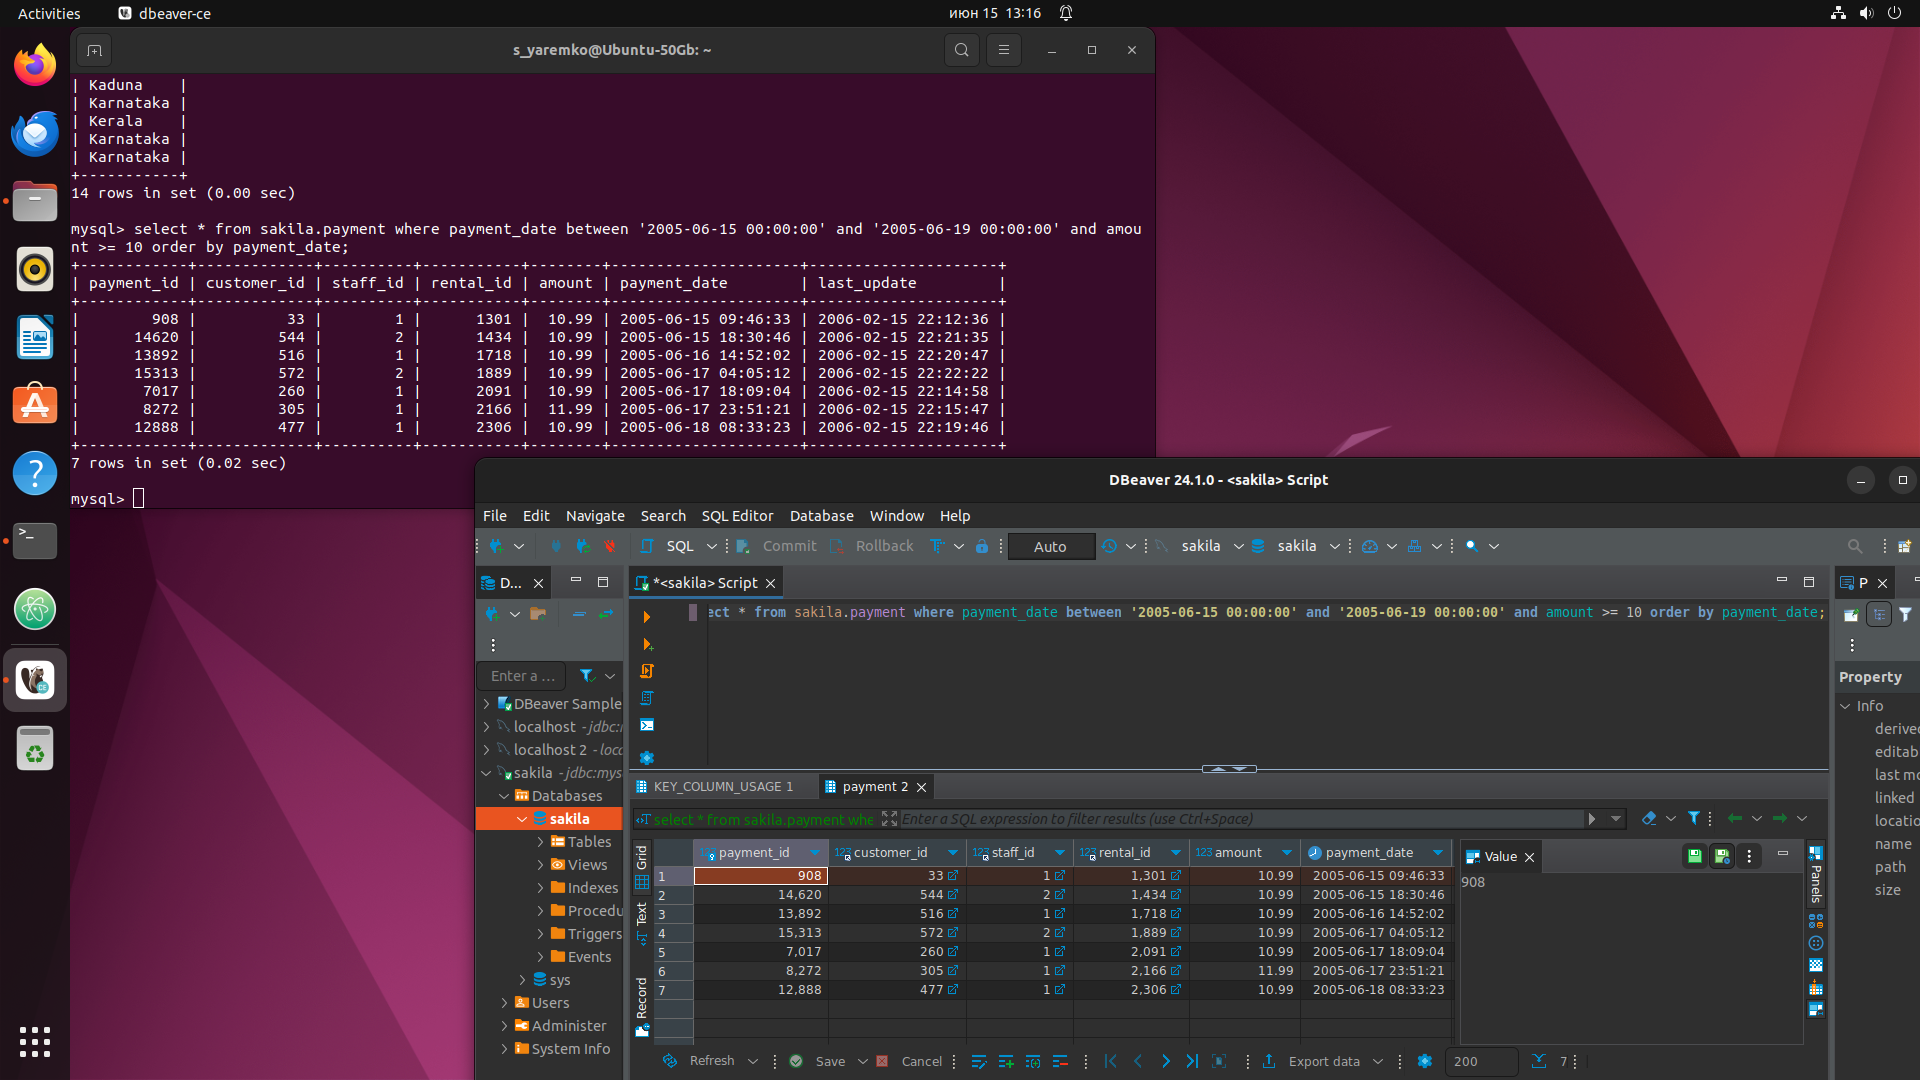 Activities
dbeaver-ce
июн 15 13:16
s_yaremko@Ubuntu-50Gb: ~
| Kaduna    |
| Karnataka |
| Kerala    |
| Karnataka |
| Karnataka |
+-----------+
14 rows in set (0.00 sec)
mysql> select * from sakila.payment where payment_date between '2005-06-15 00:00:00' and '2005-06-19 00:00:00' and amou
nt >= 10 order by payment_date;
+------------+-------------+----------+-----------+--------+---------------------+---------------------+
| payment_id | customer_id | staff_id | rental_id | amount | payment_date        | last_update         |
+------------+-------------+----------+-----------+--------+---------------------+---------------------+
|        908 |          33 |        1 |      1301 |  10.99 | 2005-06-15 09:46:33 | 2006-02-15 22:12:36 |
|      14620 |         544 |        2 |      1434 |  10.99 | 2005-06-15 18:30:46 | 2006-02-15 22:21:35 |
|      13892 |         516 |        1 |      1718 |  10.99 | 2005-06-16 14:52:02 | 2006-02-15 22:20:47 |
|      15313 |         572 |        2 |      1889 |  10.99 | 2005-06-17 04:05:12 | 2006-02-15 22:22:22 |
|       7017 |         260 |        1 |      2091 |  10.99 | 2005-06-17 18:09:04 | 2006-02-15 22:14:58 |
|       8272 |         305 |        1 |      2166 |  11.99 | 2005-06-17 23:51:21 | 2006-02-15 22:15:47 |
|      12888 |         477 |        1 |      2306 |  10.99 | 2005-06-18 08:33:23 | 2006-02-15 22:19:46 |
+------------+-------------+----------+-----------+--------+---------------------+---------------------+
7 rows in set (0.02 sec)
mysql>
DBeaver 24.1.0 - <sakila> Script
File Edit Navigate Search SQL Editor Database Window Help
SQL Commit Rollback Auto sakila sakila
D...
*<sakila> Script
P
ect * from sakila.payment where payment_date between '2005-06-15 00:00:00' and '2005-06-19 00:00:00' and amount >= 10 order by payment_date;
Enter a ...
DBeaver Sample
localhost - jdbc:
localhost 2 - loc
sakila - jdbc:mys
Databases
sakila
Tables
Views
Indexes
Procedu
Triggers
Events
sys
Users
Administer
System Info
Property
Info
derive
editab
last mo
linked
locatio
name
path
size
KEY_COLUMN_USAGE 1
payment 2
select * from sakila.payment whe
Enter a SQL expression to filter results (use Ctrl+Space)
Grid
Text
Record
123 payment_id 123 customer_id 123 staff_id 123 rental_id 123 amount payment_date
1 908 33 1 1,301 10.99 2005-06-15 09:46:33
2 14,620 544 2 1,434 10.99 2005-06-15 18:30:46
3 13,892 516 1 1,718 10.99 2005-06-16 14:52:02
4 15,313 572 2 1,889 10.99 2005-06-17 04:05:12
5 7,017 260 1 2,091 10.99 2005-06-17 18:09:04
6 8,272 305 1 2,166 11.99 2005-06-17 23:51:21
7 12,888 477 1 2,306 10.99 2005-06-18 08:33:23
Value
908
Panels
Refresh Save Cancel Export data 200 7